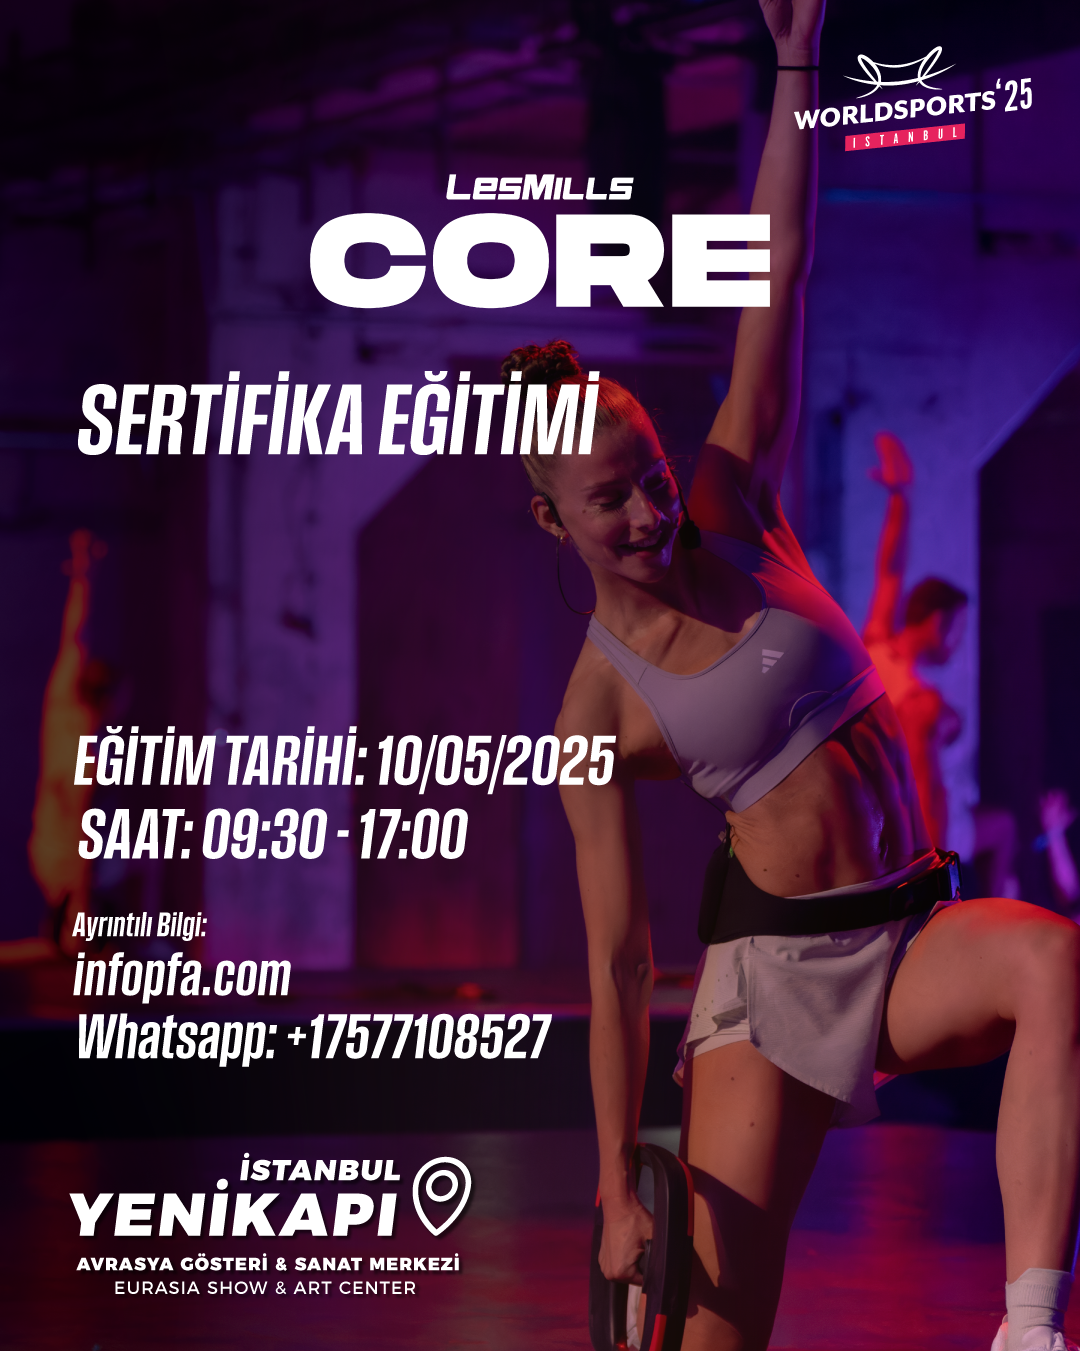 WORLDSPORTS'25
ISTANBUL
LESMILLS
CORE
SERTİFİKA EĞİTİMİ
EĞİTİM TARİHİ: 10/05/2025
SAAT: 09:30 - 17:00
Ayrıntılı Bilgi:
infopfa.com
Whatsapp: +17577108527
İSTANBUL
YENİKAPI
AVRASYA GÖSTERİ & SANAT MERKEZİ
EURASIA SHOW & ART CENTER